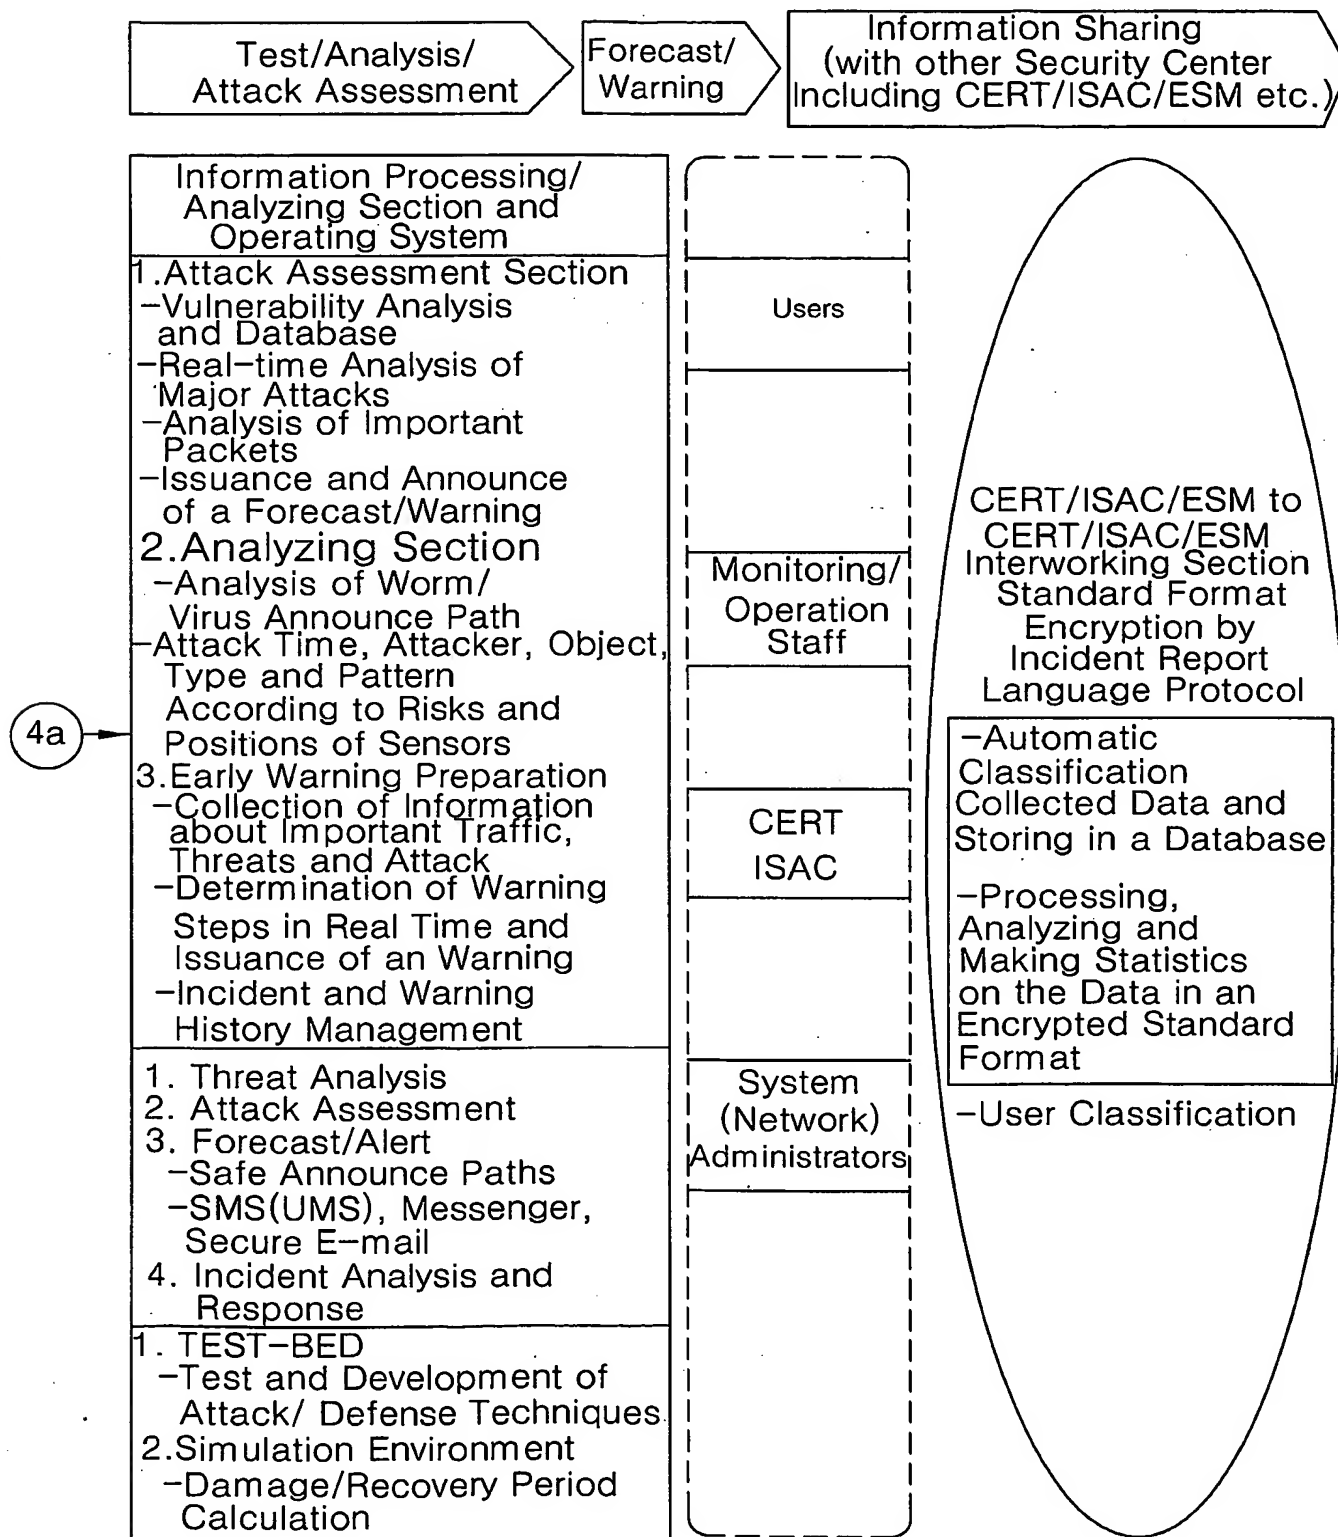 Test/Analysis/
Attack Assessment
Forecast/
Warning
Information Sharing
(with other Security Center
Including CERT/ISAC/ESM etc.)
Information Processing/
Analyzing Section and
Operating System
1.Attack Assessment Section
-Vulnerability Analysis
and Database
-Real-time Analysis of
Major Attacks
-Analysis of Important
Packets
-Issuance and Announce
of a Forecast/Warning
2.Analyzing Section
-Analysis of Worm/
Virus Announce Path
-Attack Time, Attacker, Object,
Type and Pattern
According to Risks and
Positions of Sensors
3.Early Warning Preparation
-Collection of Information
about Important Traffic,
Threats and Attack
-Determination of Warning
Steps in Real Time and
Issuance of an Warning
-Incident and Warning
History Management
1. Threat Analysis
2. Attack Assessment
3. Forecast/Alert
-Safe Announce Paths
-SMS(UMS), Messenger,
Secure E-mail
4. Incident Analysis and
Response
1. TEST-BED
-Test and Development of
Attack/ Defense Techniques
2.Simulation Environment
-Damage/Recovery Period
Calculation
4a
Users
Monitoring/
Operation
Staff
CERT
ISAC
System
(Network)
Administrators
CERT/ISAC/ESM to
CERT/ISAC/ESM
Interworking Section
Standard Format
Encryption by
Incident Report
Language Protocol
-Automatic
Classification
Collected Data and
Storing in a Database
-Processing,
Analyzing and
Making Statistics
on the Data in an
Encrypted Standard
Format
-User Classification